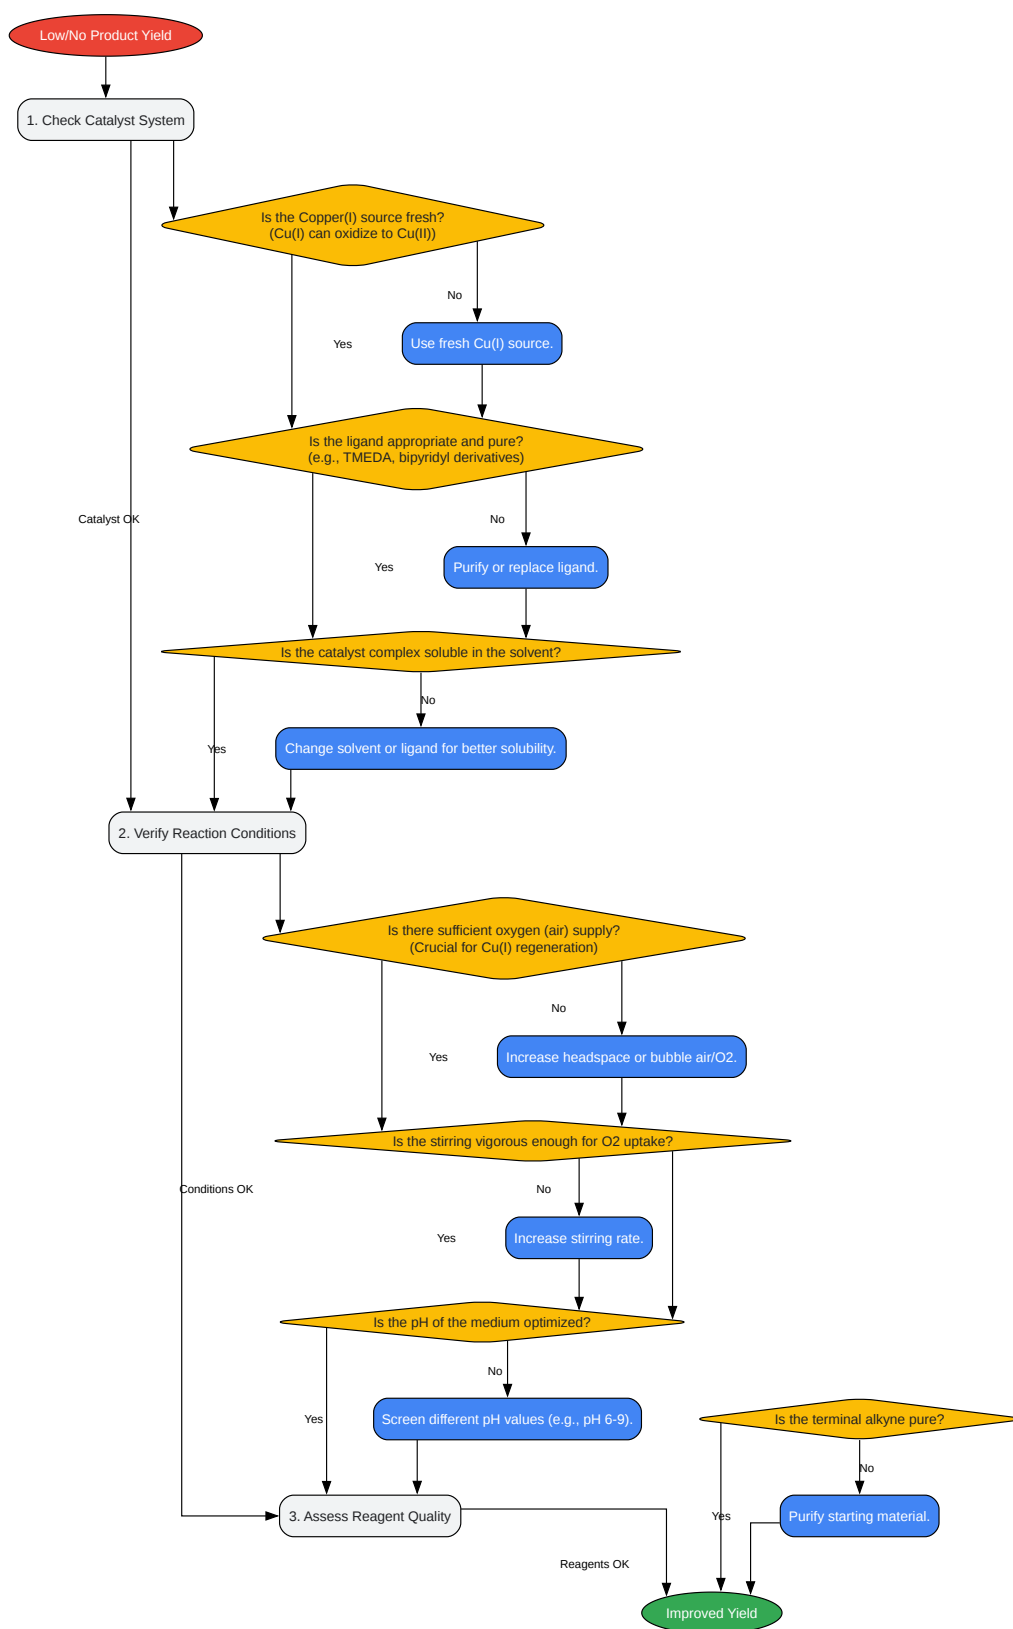 Low/No Product Yield
1. Check Catalyst System
Is the Copper(I) source fresh?
(Cu(I) can oxidize to Cu(II))
No
Use fresh Cu(I) source.
Yes
Is the ligand appropriate and pure?
(e.g., TMEDA, bipyridyl derivatives)
Catalyst OK
No
Purify or replace ligand.
Yes
Is the catalyst complex soluble in the solvent?
No
Yes
Change solvent or ligand for better solubility.
2. Verify Reaction Conditions
Is there sufficient oxygen (air) supply?
(Crucial for Cu(I) regeneration)
No
Yes
Increase headspace or bubble air/O2.
Is the stirring vigorous enough for O2 uptake?
Conditions OK
No
Yes
Increase stirring rate.
Is the pH of the medium optimized?
No
Yes
Screen different pH values (e.g., pH 6-9).
Is the terminal alkyne pure?
No
3. Assess Reagent Quality
Yes
Purify starting material.
Reagents OK
Improved Yield